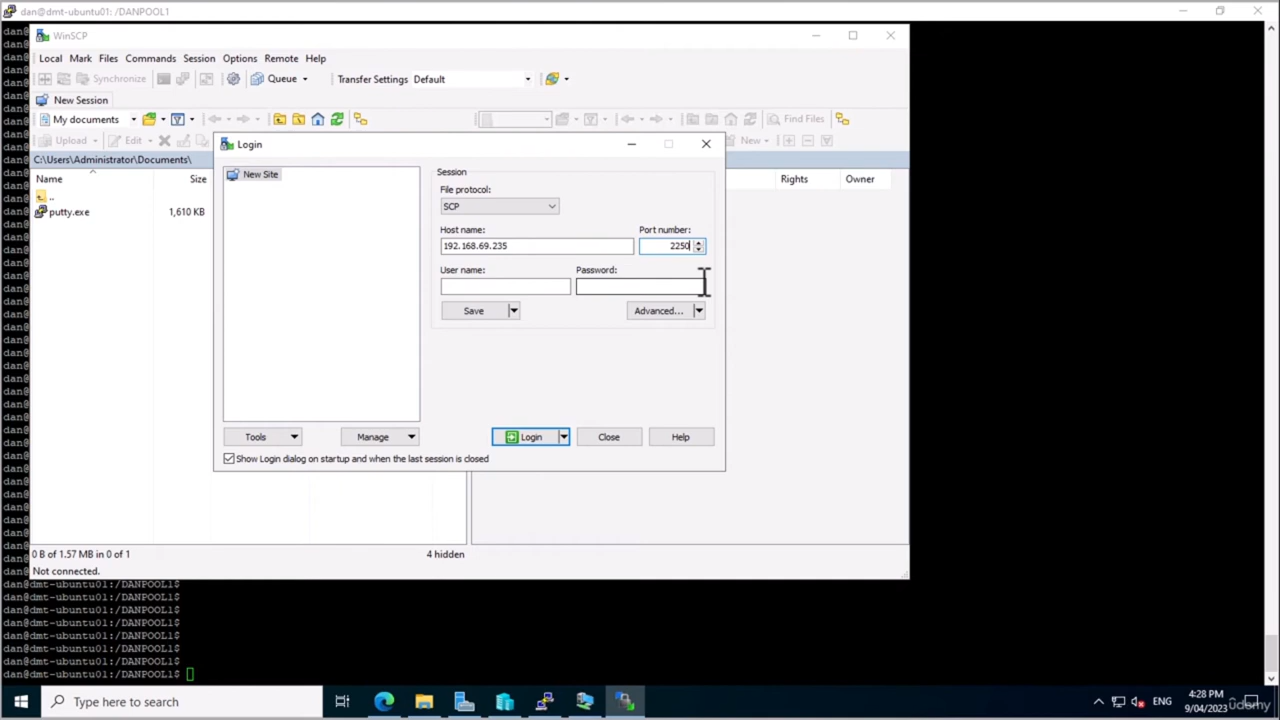 dan@dmt-ubuntu01: /DANPOOL1
WinSCP
Local Mark Files Commands Session Options Remote Help
Synchronize Queue Transfer Settings Default
New Session
My documents Find Files
Upload Edit New
C:\Users\Administrator\Documents\
Name Size Rights Owner
..
putty.exe 1,610 KB
Login
New Site
Session
File protocol:
SCP
Host name: Port number:
192.168.69.235 2250
User name: Password:
Save Advanced...
Tools Manage Login Close Help
Show Login dialog on startup and when the last session is closed
0 B of 1.57 MB in 0 of 1 4 hidden
Not connected.
dan@dmt-ubuntu01:/DANPOOL1$
dan@dmt-ubuntu01:/DANPOOL1$
dan@dmt-ubuntu01:/DANPOOL1$
dan@dmt-ubuntu01:/DANPOOL1$
dan@dmt-ubuntu01:/DANPOOL1$
dan@dmt-ubuntu01:/DANPOOL1$
dan@dmt-ubuntu01:/DANPOOL1$
dan@dmt-ubuntu01:/DANPOOL1$
Type here to search
ENG
4:28 PM
9/04/2023
udemy